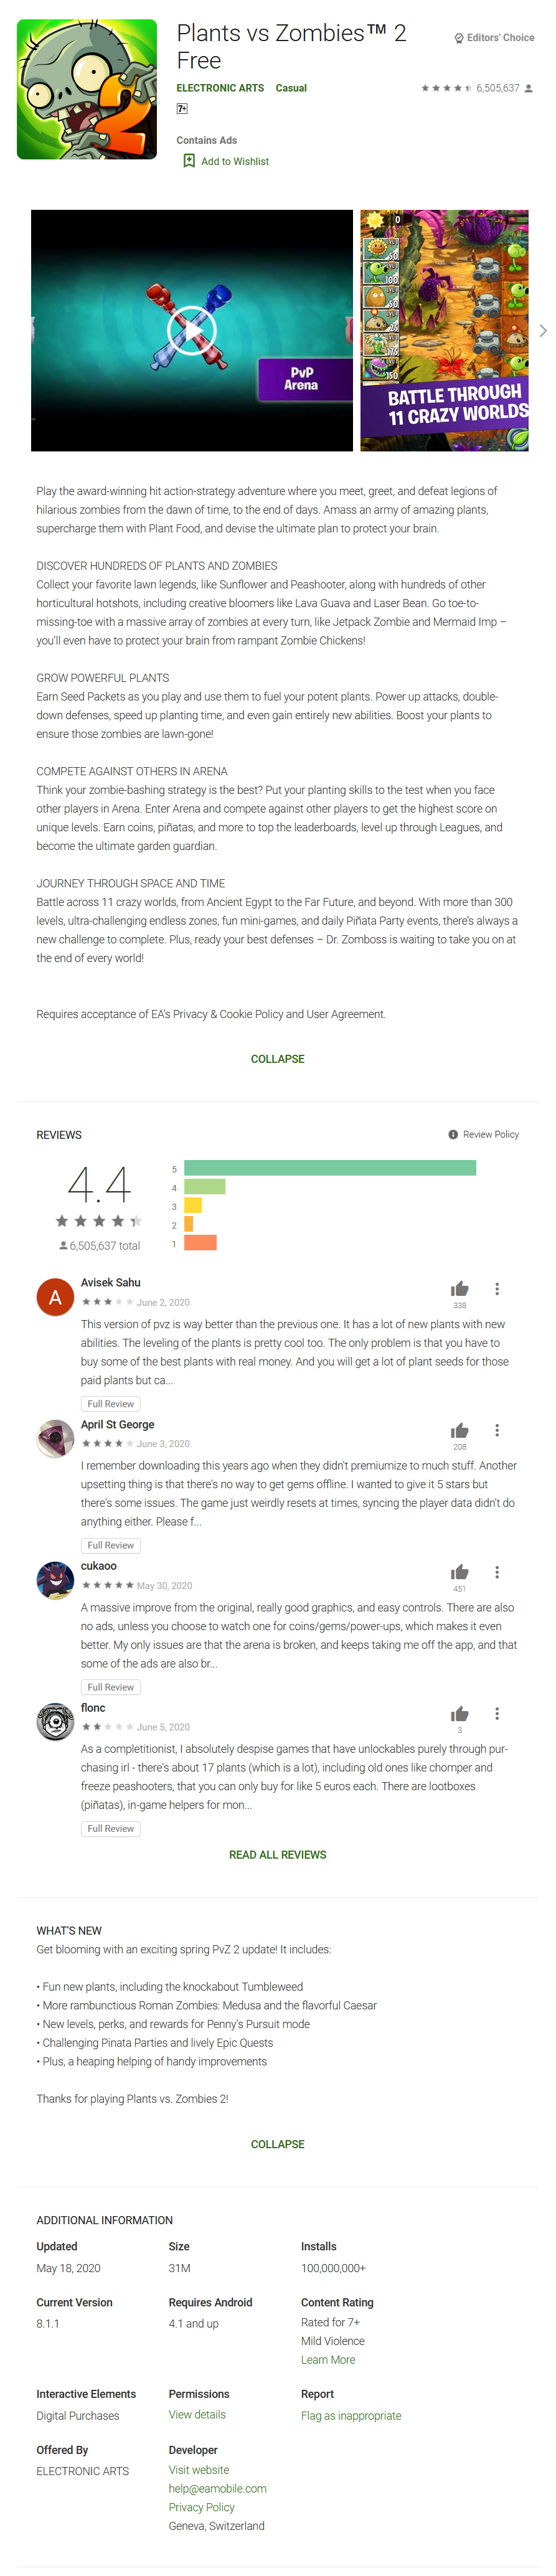 Plants vs Zombies™ 2
Free
Editors' Choice
ELECTRONIC ARTS Casual
6,505,637
7+
Contains Ads
Add to Wishlist
2
PvP
Arena
0
50
100
50
25
175
150
BATTLE THROUGH
11 CRAZY WORLDS
Play the award-winning hit action-strategy adventure where you meet, greet, and defeat legions of
hilarious zombies from the dawn of time, to the end of days. Amass an army of amazing plants,
supercharge them with Plant Food, and devise the ultimate plan to protect your brain.
DISCOVER HUNDREDS OF PLANTS AND ZOMBIES
Collect your favorite lawn legends, like Sunflower and Peashooter, along with hundreds of other
horticultural hotshots, including creative bloomers like Lava Guava and Laser Bean. Go toe-to-
missing-toe with a massive array of zombies at every turn, like Jetpack Zombie and Mermaid Imp –
you'll even have to protect your brain from rampant Zombie Chickens!
GROW POWERFUL PLANTS
Earn Seed Packets as you play and use them to fuel your potent plants. Power up attacks, double-
down defenses, speed up planting time, and even gain entirely new abilities. Boost your plants to
ensure those zombies are lawn-gone!
COMPETE AGAINST OTHERS IN ARENA
Think your zombie-bashing strategy is the best? Put your planting skills to the test when you face
other players in Arena. Enter Arena and compete against other players to get the highest score on
unique levels. Earn coins, piñatas, and more to top the leaderboards, level up through Leagues, and
become the ultimate garden guardian.
JOURNEY THROUGH SPACE AND TIME
Battle across 11 crazy worlds, from Ancient Egypt to the Far Future, and beyond. With more than 300
levels, ultra-challenging endless zones, fun mini-games, and daily Piñata Party events, there's always a
new challenge to complete. Plus, ready your best defenses – Dr. Zomboss is waiting to take you on at
the end of every world!
Requires acceptance of EA's Privacy & Cookie Policy and User Agreement.
COLLAPSE
REVIEWS
Review Policy
4.4
6,505,637 total
5
4
3
2
1
A
Avisek Sahu
June 2, 2020
338
This version of pvz is way better than the previous one. It has a lot of new plants with new
abilities. The leveling of the plants is pretty cool too. The only problem is that you have to
buy some of the best plants with real money. And you will get a lot of plant seeds for those
paid plants but ca...
Full Review
April St George
June 3, 2020
208
I remember downloading this years ago when they didn't premiumize to much stuff. Another
upsetting thing is that there's no way to get gems offline. I wanted to give it 5 stars but
there's some issues. The game just weirdly resets at times, syncing the player data didn't do
anything either. Please f...
Full Review
cukaoo
May 30, 2020
451
A massive improve from the original, really good graphics, and easy controls. There are also
no ads, unless you choose to watch one for coins/gems/power-ups, which makes it even
better. My only issues are that the arena is broken, and keeps taking me off the app, and that
some of the ads are also br...
Full Review
flonc
June 5, 2020
3
As a completitionist, I absolutely despise games that have unlockables purely through pur-
chasing irl - there's about 17 plants (which is a lot), including old ones like chomper and
freeze peashooters, that you can only buy for like 5 euros each. There are lootboxes
(piñatas), in-game helpers for mon...
Full Review
READ ALL REVIEWS
WHAT'S NEW
Get blooming with an exciting spring PvZ 2 update! It includes:
• Fun new plants, including the knockabout Tumbleweed
• More rambunctious Roman Zombies: Medusa and the flavorful Caesar
• New levels, perks, and rewards for Penny's Pursuit mode
• Challenging Pinata Parties and lively Epic Quests
• Plus, a heaping helping of handy improvements
Thanks for playing Plants vs. Zombies 2!
COLLAPSE
ADDITIONAL INFORMATION
Updated
May 18, 2020
Size
31M
Installs
100,000,000+
Current Version
8.1.1
Requires Android
4.1 and up
Content Rating
Rated for 7+
Mild Violence
Learn More
Interactive Elements
Digital Purchases
Permissions
View details
Report
Flag as inappropriate
Offered By
ELECTRONIC ARTS
Developer
Visit website
help@eamobile.com
Privacy Policy
Geneva, Switzerland